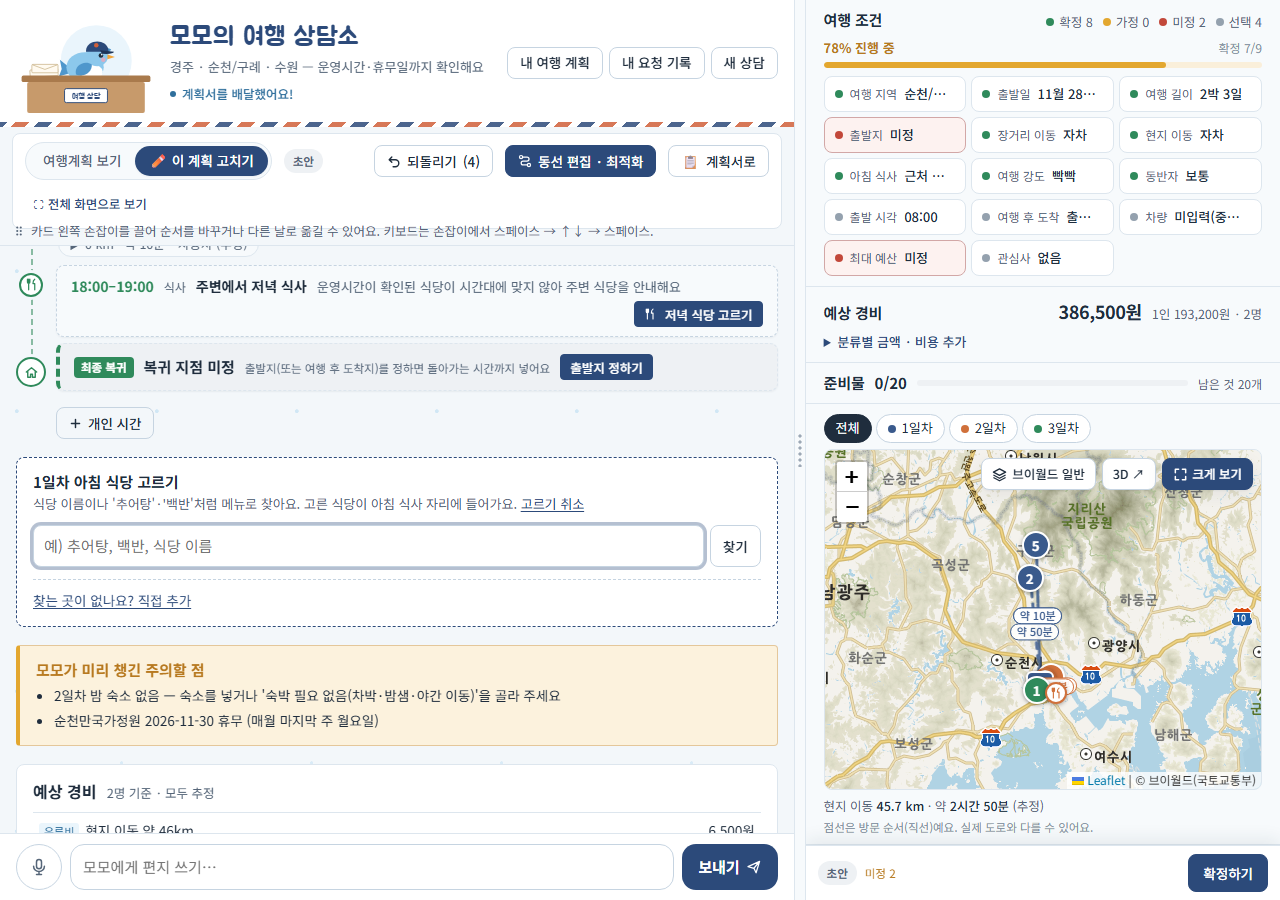 여행 상담
모모의 여행 상담소
경주 · 순천/구례 · 수원 — 운영시간·휴무일까지 확인해요
계획서를 배달했어요!
내 여행 계획
내 요청 기록
새 상담
여행계획 보기
이 계획 고치기
초안
되돌리기 (4)
동선 편집 · 최적화
계획서로
전체 화면으로 보기
카드 왼쪽 손잡이를 끌어 순서를 바꾸거나 다른 날로 옮길 수 있어요. 키보드는 손잡이에서 스페이스 → ↑↓ → 스페이스.
18:00–19:00 식사 주변에서 저녁 식사 운영시간이 확인된 식당이 시간대에 맞지 않아 주변 식당을 안내해요
저녁 식당 고르기
최종 복귀 복귀 지점 미정 출발지(또는 여행 후 도착지)를 정하면 돌아가는 시간까지 넣어요 출발지 정하기
+ 개인 시간
1일차 아침 식당 고르기
식당 이름이나 '추어탕'·'백반'처럼 메뉴로 찾아요. 고른 식당이 아침 식사 자리에 들어가요. 고르기 취소
예) 추어탕, 백반, 식당 이름
찾기
찾는 곳이 없나요? 직접 추가
모모가 미리 챙긴 주의할 점
2일차 밤 숙소 없음 — 숙소를 넣거나 '숙박 필요 없음(차박·밤샘·야간 이동)'을 골라 주세요
순천만국가정원 2026-11-30 휴무 (매월 마지막 주 월요일)
예상 경비 2명 기준 · 모두 추정
유류비 현지 이동 약 46km 6,500원
모모에게 편지 쓰기…
보내기
여행 조건
확정 8 가정 0 미정 2 선택 4
78% 진행 중
확정 7/9
여행 지역 순천/…
출발일 11월 28…
여행 길이 2박 3일
출발지 미정
장거리 이동 자차
현지 이동 자차
아침 식사 근처 …
여행 강도 빡빡
동반자 보통
출발 시각 08:00
여행 후 도착 출…
차량 미입력(중…
최대 예산 미정
관심사 없음
예상 경비
386,500원 1인 193,200원 · 2명
분류별 금액 · 비용 추가
준비물 0/20
남은 것 20개
전체
1일차
2일차
3일차
+
−
브이월드 일반
3D ↗
크게 보기
순창군
지리산
국립공원
5
곡성군
2
하동군
약 10분
10
약 50분
광양시
화순군
순천시
10
1
보성군
10
남해군
여수시
Leaflet | © 브이월드(국토교통부)
현지 이동 45.7 km · 약 2시간 50분 (추정)
점선은 방문 순서(직선)예요. 실제 도로와 다를 수 있어요.
초안
미정 2
확정하기